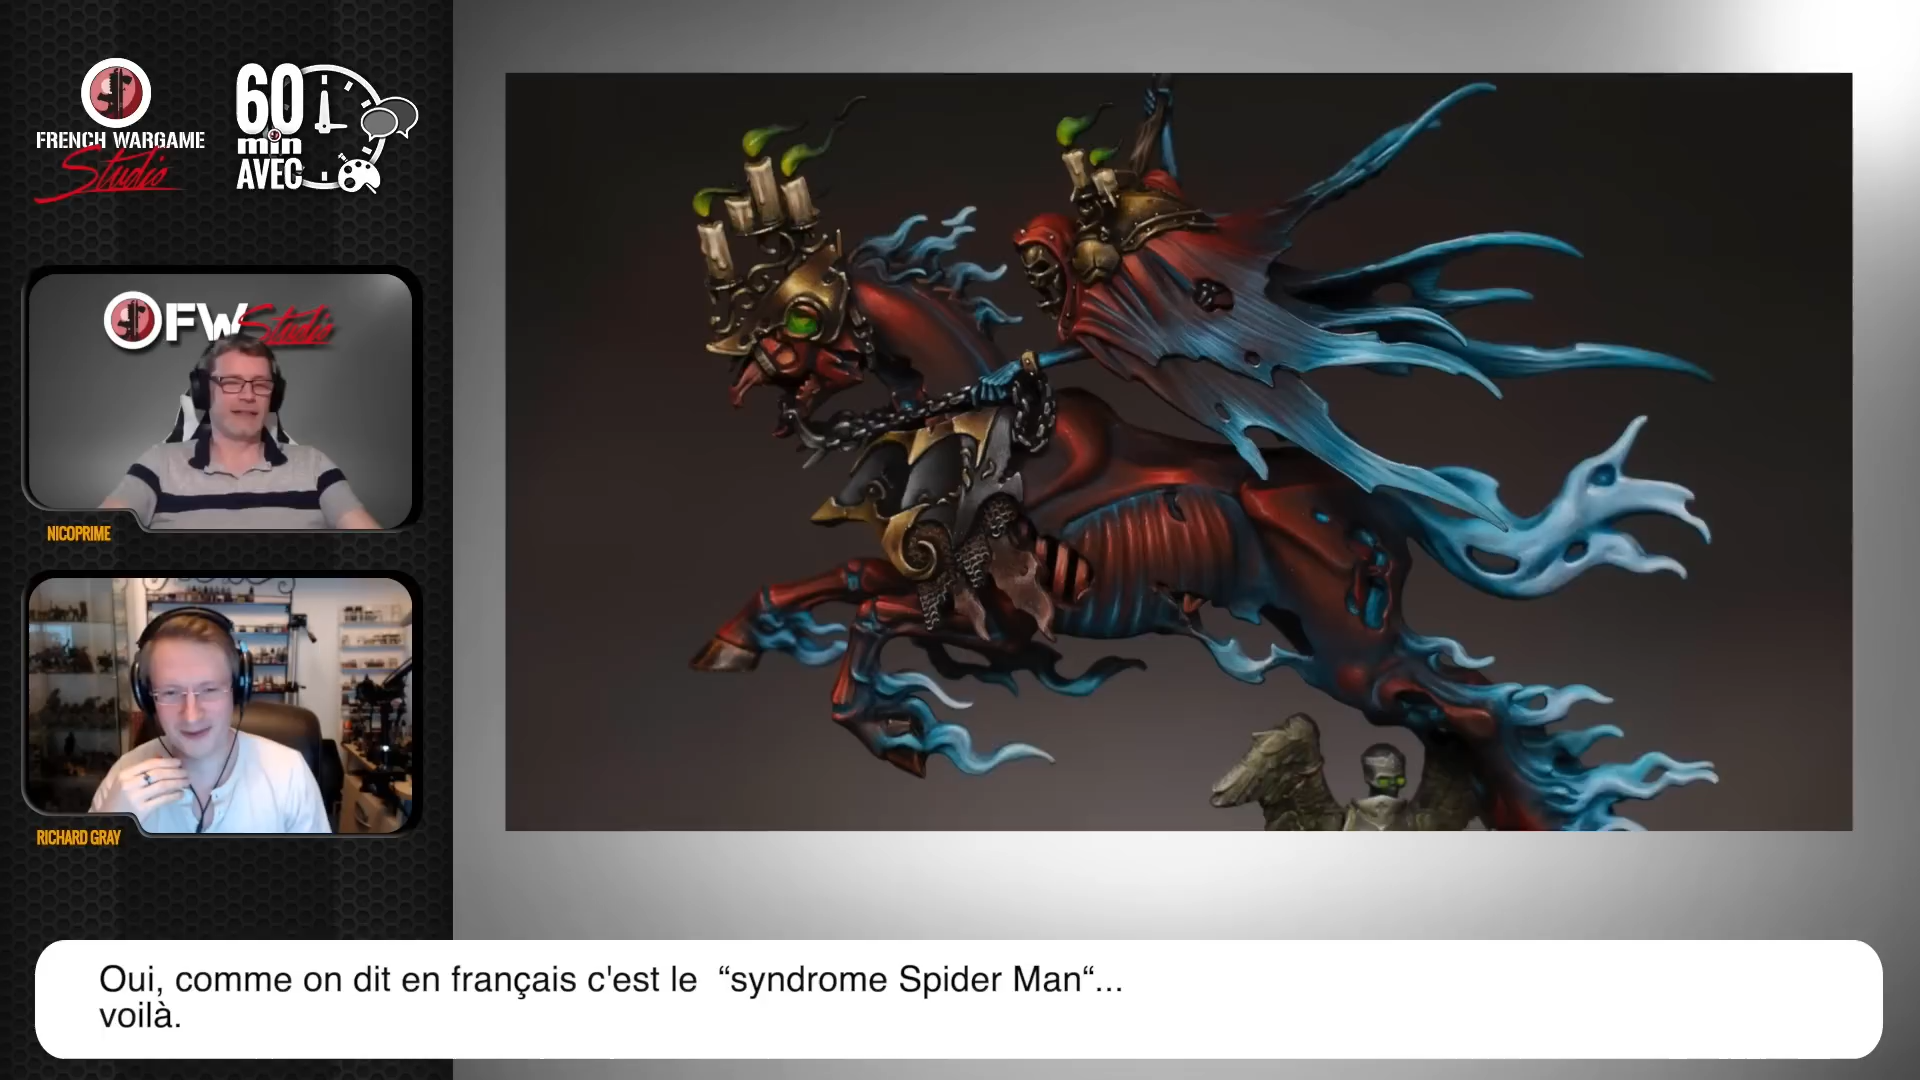 FRENCH WARGAME
Studio
60
min
AVEC
FW Studio
NICOPRIME
RICHARD GRAY
Oui, comme on dit en français c'est le  “syndrome Spider Man“...
voilà.